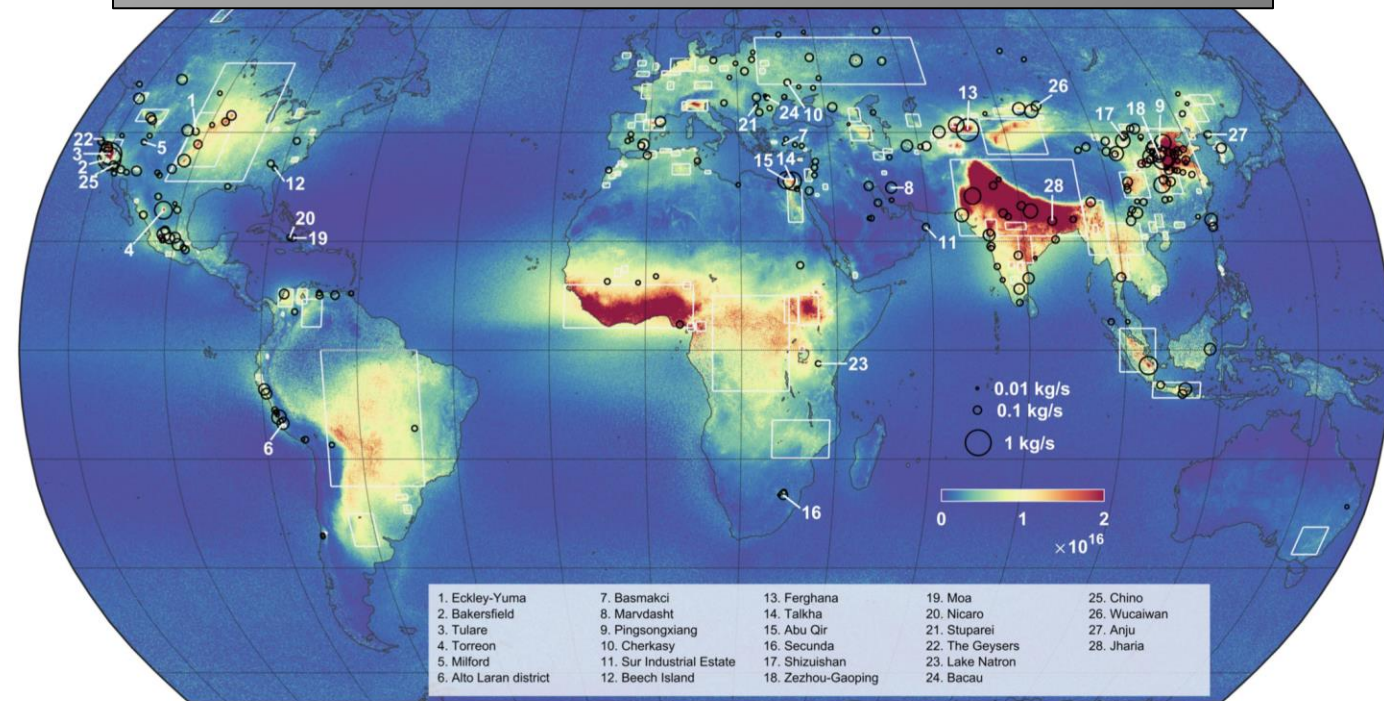 1
22
3
2
25
5
4
12
20
19
6
21
24
10
7
15
14
8
11
13
26
17
18
9
27
28
23
16
0.01 kg/s
0.1 kg/s
1 kg/s
0 1 2
×10¹⁶
1. Eckley-Yuma
2. Bakersfield
3. Tulare
4. Torreon
5. Milford
6. Alto Laran district
7. Basmakci
8. Marvdasht
9. Pingsongxiang
10. Cherkasy
11. Sur Industrial Estate
12. Beech Island
13. Ferghana
14. Talkha
15. Abu Qir
16. Secunda
17. Shizuishan
18. Zezhou-Gaoping
19. Moa
20. Nicaro
21. Stuparei
22. The Geysers
23. Lake Natron
24. Bacau
25. Chino
26. Wucaiwan
27. Anju
28. Jharia